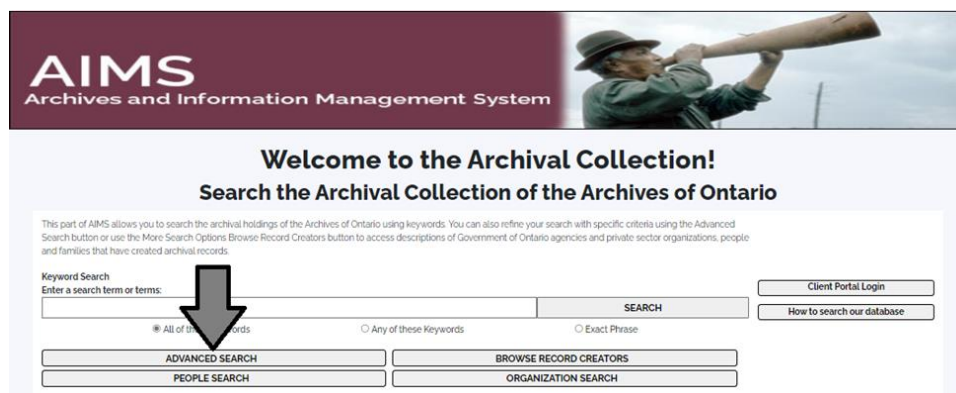 AIMS
Archives and Information Management System
Welcome to the Archival Collection!
Search the Archival Collection of the Archives of Ontario
This part of AIMS allows you to search the archival holdings of the Archives of Ontario using keywords. You can also refine your search with specific criteria using the Advanced
Search button or use the More Search Options Browse Record Creators button to access descriptions of Government of Ontario agencies and private sector organizations, people
and families that have created archival records.
Keyword Search
Enter a search term or terms:
SEARCH
All of Keywords
Any of these Keywords
Exact Phrase
ADVANCED SEARCH
BROWSE RECORD CREATORS
PEOPLE SEARCH
ORGANIZATION SEARCH
Client Portal Login
How to search our database